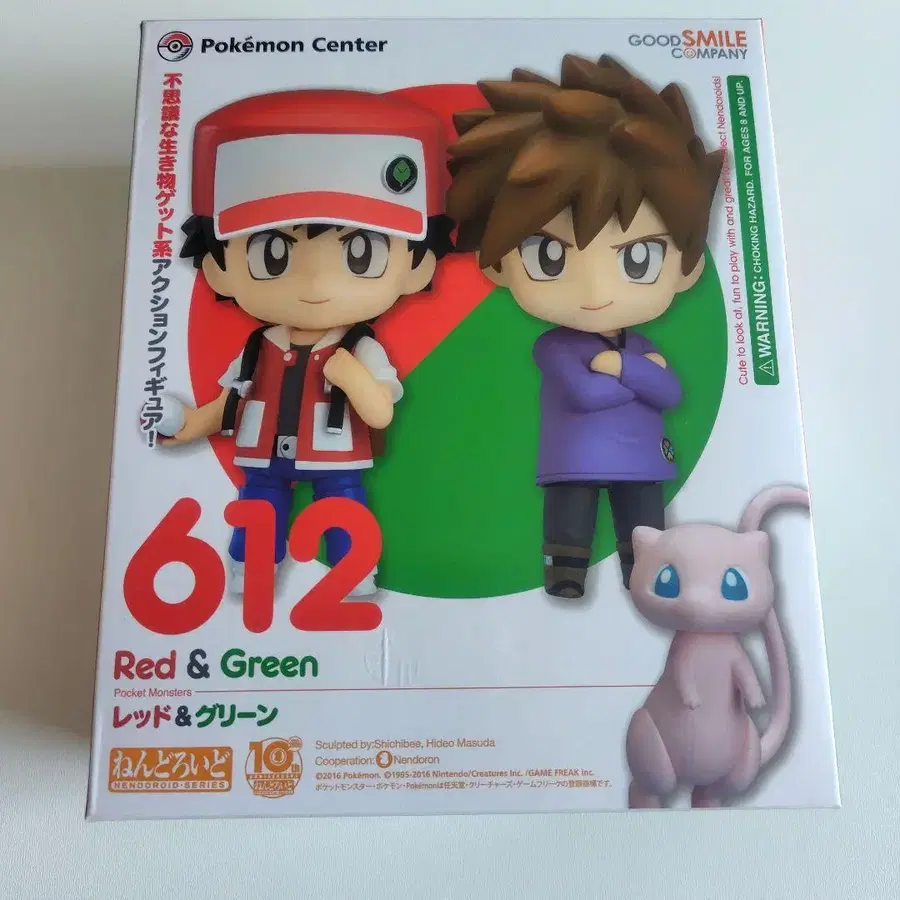 Pokémon Center
GOOD SMILE
COMPANY
不思議な生き物ゲット系アクションフィギュア!
Cute to look at, fun to play with and great to collect Nendoroids!
⚠WARNING: CHOKING HAZARD. FOR AGES 8 AND UP.
612
Red & Green
Pocket Monsters
レッド&グリーン
ねんどろいど
NENDOROID SERIES
10th
ANNIVERSARY
Sculpted by:Shichibee, Hideo Masuda
Cooperation: Nendoron
©2016 Pokémon. ©1995-2016 Nintendo/Creatures Inc. /GAME FREAK inc.
ポケットモンスター・ポケモン・Pokémonは任天堂・クリーチャーズ・ゲームフリークの登録商標です。